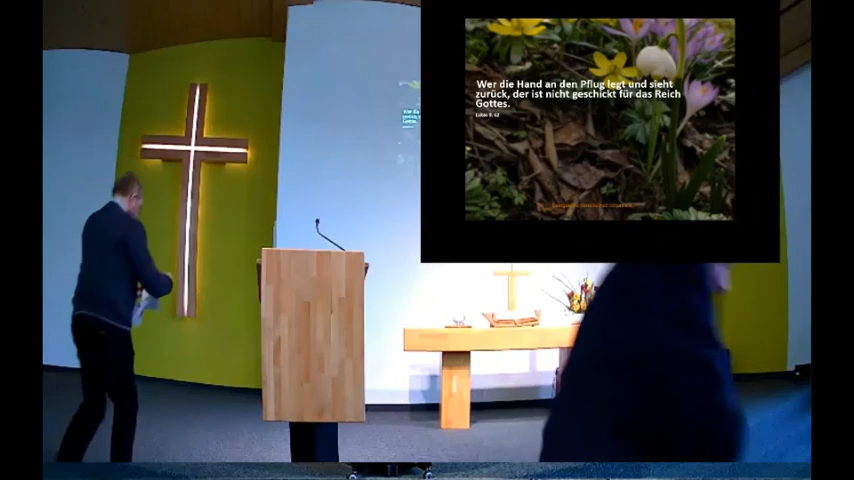 Wer die Hand an den Pflug legt und sieht
zurück, der ist nicht geschickt für das Reich
Gottes.
Lukas 9, 62